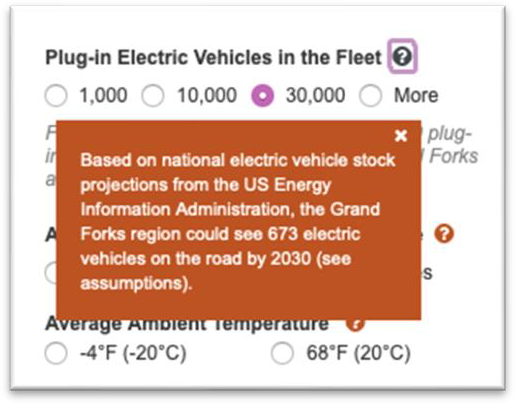 Plug-in Electric Vehicles in the Fleet ?
1,000 10,000 30,000 More
F plug-
Based on national electric vehicle stock
Forks
projections from the US Energy
Information Administration, the Grand
Forks region could see 673 electric
vehicles on the road by 2030 (see
assumptions).
Average Ambient Temperature ?
-4°F (-20°C) 68°F (20°C)